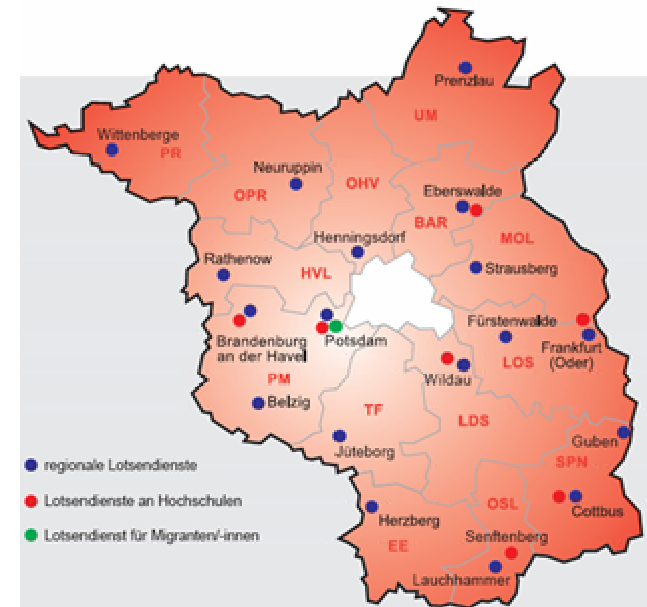 Prenzlau
UM
Wittenberge
PR
Neuruppin
OPR
OHV
Eberswalde
BAR
MOL
Henningsdorf
Rathenow
HVL
Strausberg
Fürstenwalde
Brandenburg
an der Havel
Potsdam
Frankfurt
(Oder)
LOS
PM
Wildau
Belzig
TF
LDS
Guben
Jüteborg
SPN
regionale Lotsendienste
Lotsendienste an Hochschulen
OSL
Herzberg
Cottbus
Lotsendienst für Migranten/-innen
EE
Senftenberg
Lauchhammer